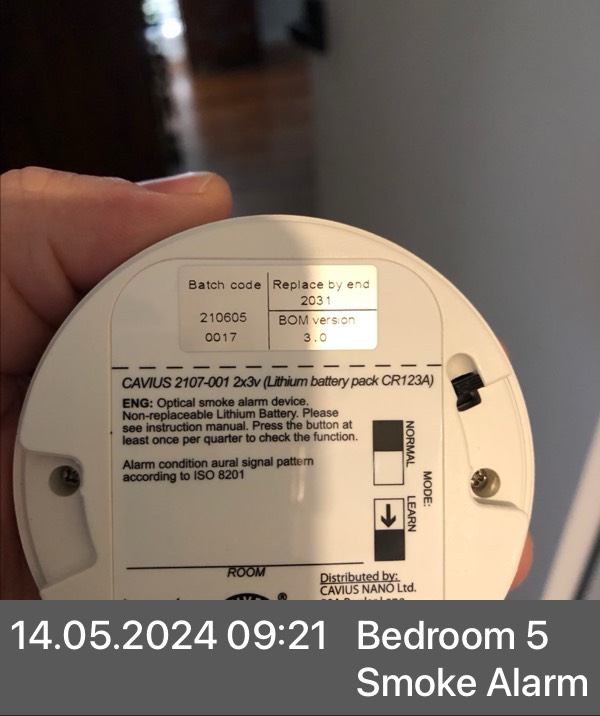 Batch code
210605
0017
Replace by end
2031
BOM version
3.0
CAVIUS 2107-001 2x3v (Lithium battery pack CR123A)
ENG: Optical smoke alarm device.
Non-replaceable Lithium Battery. Please
see instruction manual. Press the button at
least once per quarter to check the function.
Alarm condition aural signal pattern
according to ISO 8201
NORMAL
MODE:
LEARN
ROOM
®
Distributed by:
CAVIUS NANO Ltd.
14.05.2024 09:21
Bedroom 5
Smoke Alarm